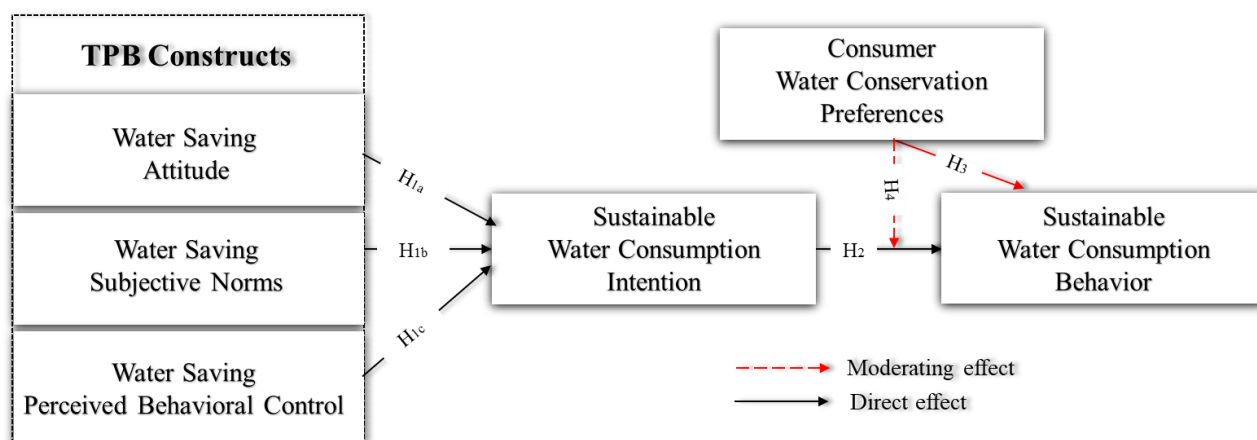 TPB Constructs
Water Saving
Attitude
Water Saving
Subjective Norms
Water Saving
Perceived Behavioral Control
H1a
H1b
H1c
Sustainable
Water Consumption
Intention
Consumer
Water Conservation
Preferences
H3
H4
H2
Sustainable
Water Consumption
Behavior
Moderating effect
Direct effect